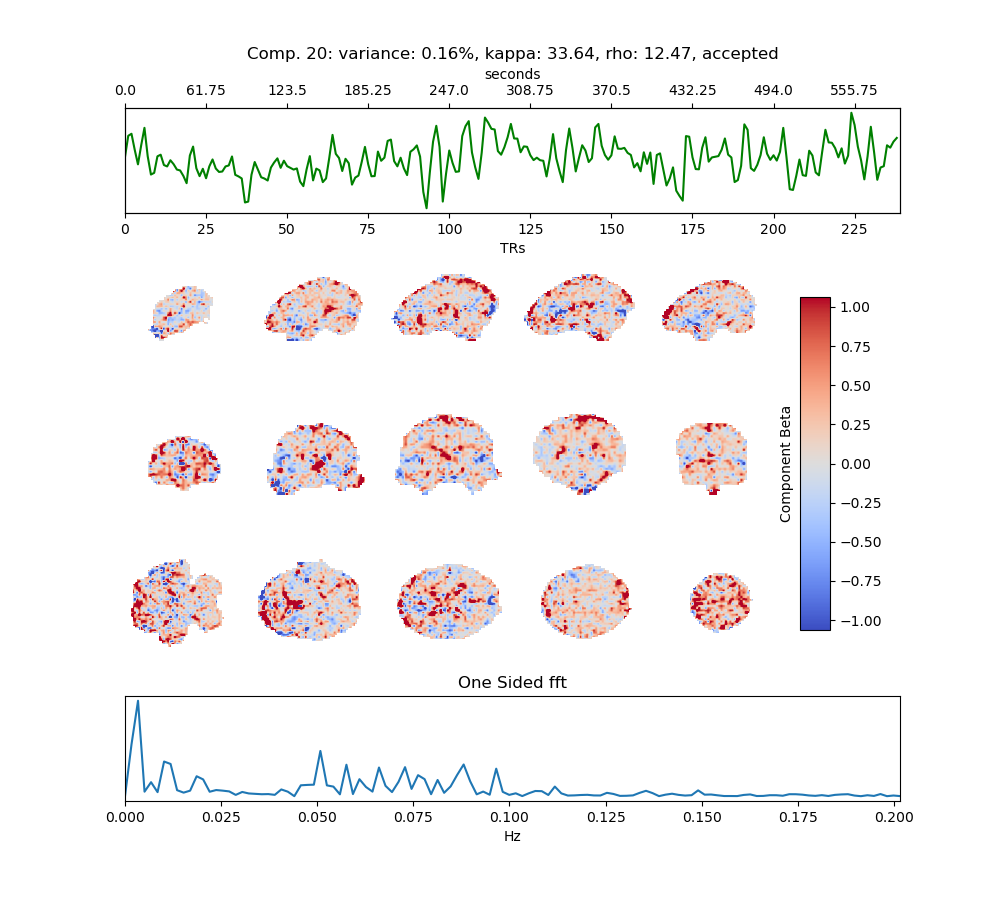 Comp. 20: variance: 0.16%, kappa: 33.64, rho: 12.47, accepted
seconds
0.0 61.75 123.5 185.25 247.0 308.75 370.5 432.25 494.0 555.75
0 25 50 75 100 125 150 175 200 225
TRs
1.00
0.75
0.50
0.25
0.00
−0.25
−0.50
−0.75
−1.00
Component Beta
One Sided fft
0.000 0.025 0.050 0.075 0.100 0.125 0.150 0.175 0.200
Hz